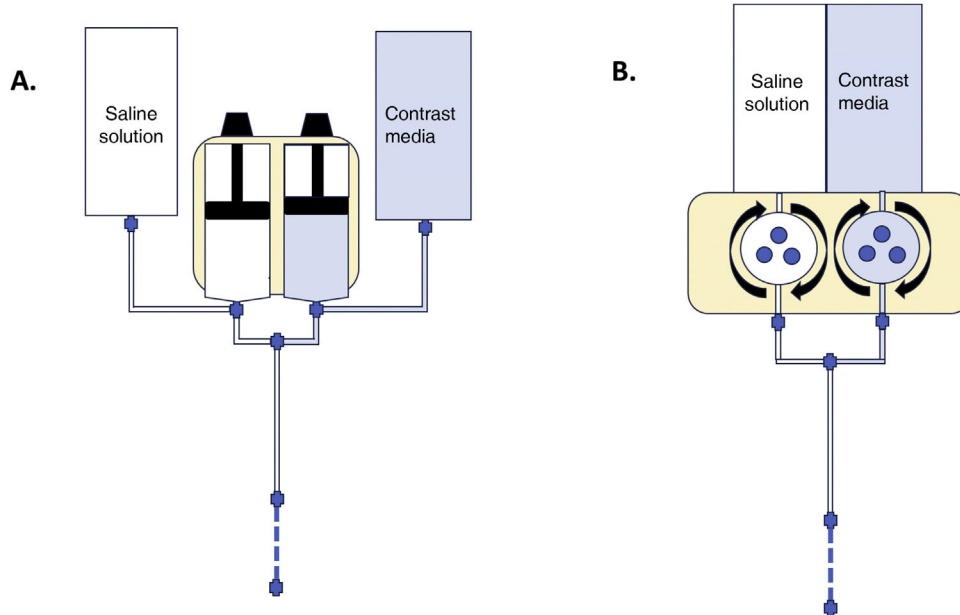 A.
Saline
solution
Contrast
media
B.
Saline
solution
Contrast
media